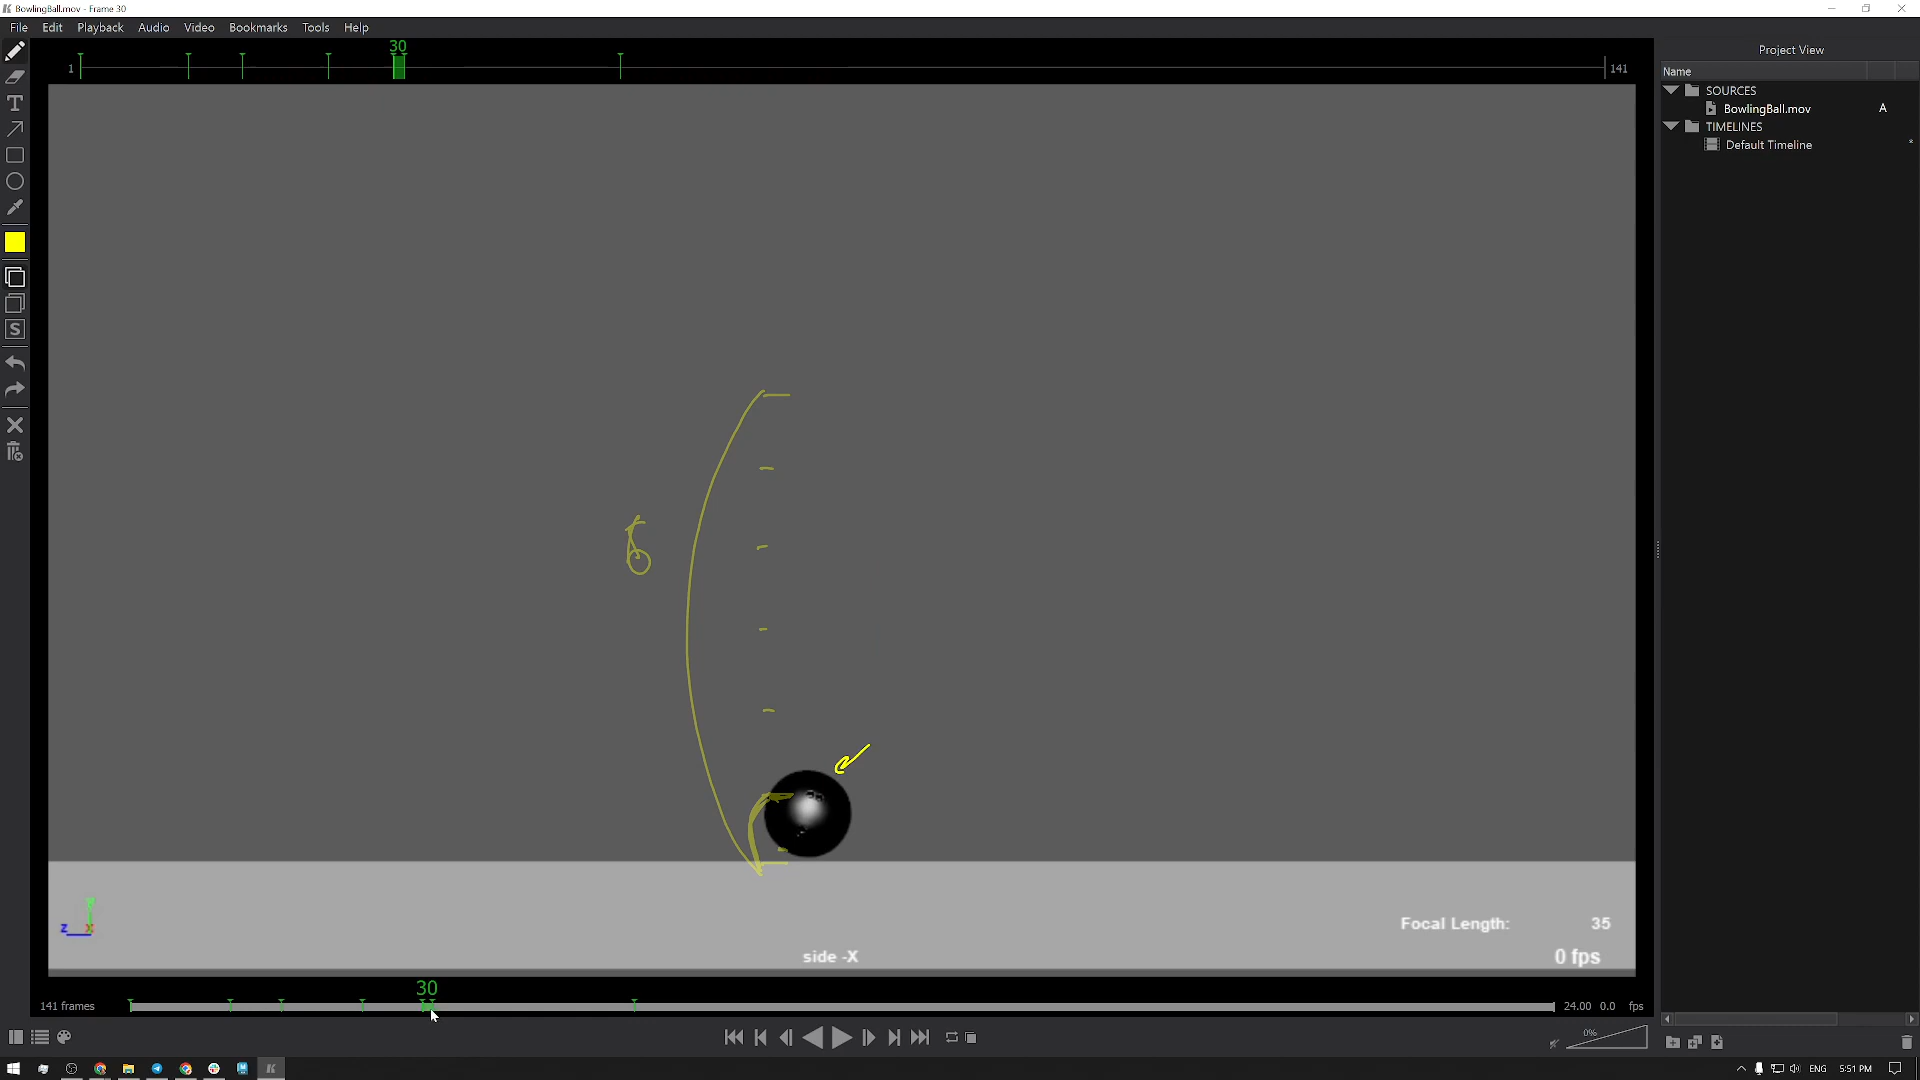 BowlingBall.mov - Frame 30
File Edit Playback Audio Video Bookmarks Tools Help
30
1 141
Project View
Name
SOURCES
BowlingBall.mov A
TIMELINES
Default Timeline *
T
S
6
y
z x
Focal Length: 35
side -X
0 fps
30
141 frames 24.00 0.0 fps
0%
ENG 5:51 PM